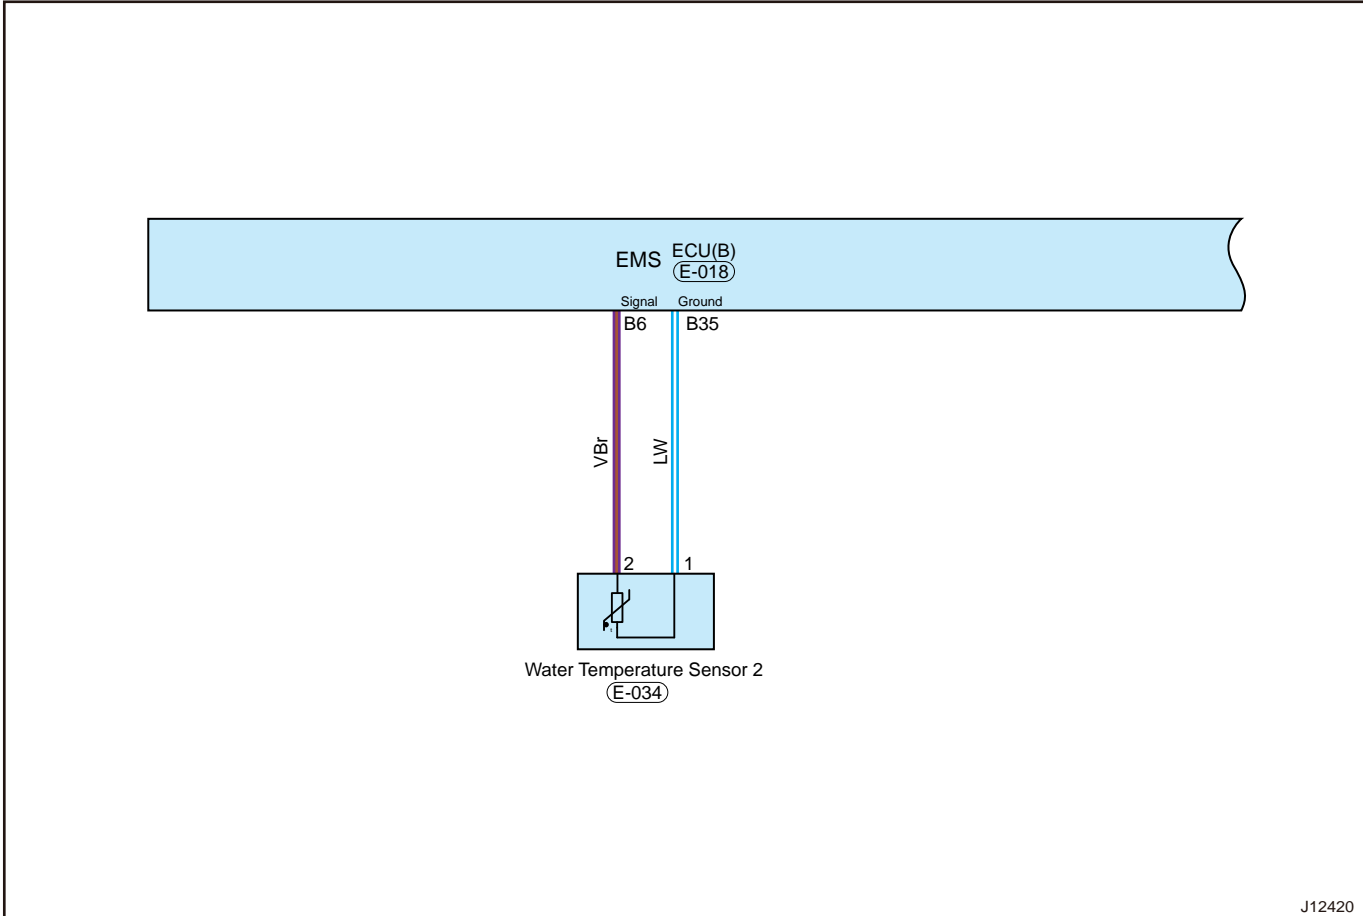 EMS
ECU(B)
E-018
Signal Ground
B6 B35
VBr LW
2 1
Water Temperature Sensor 2
E-034
J12420